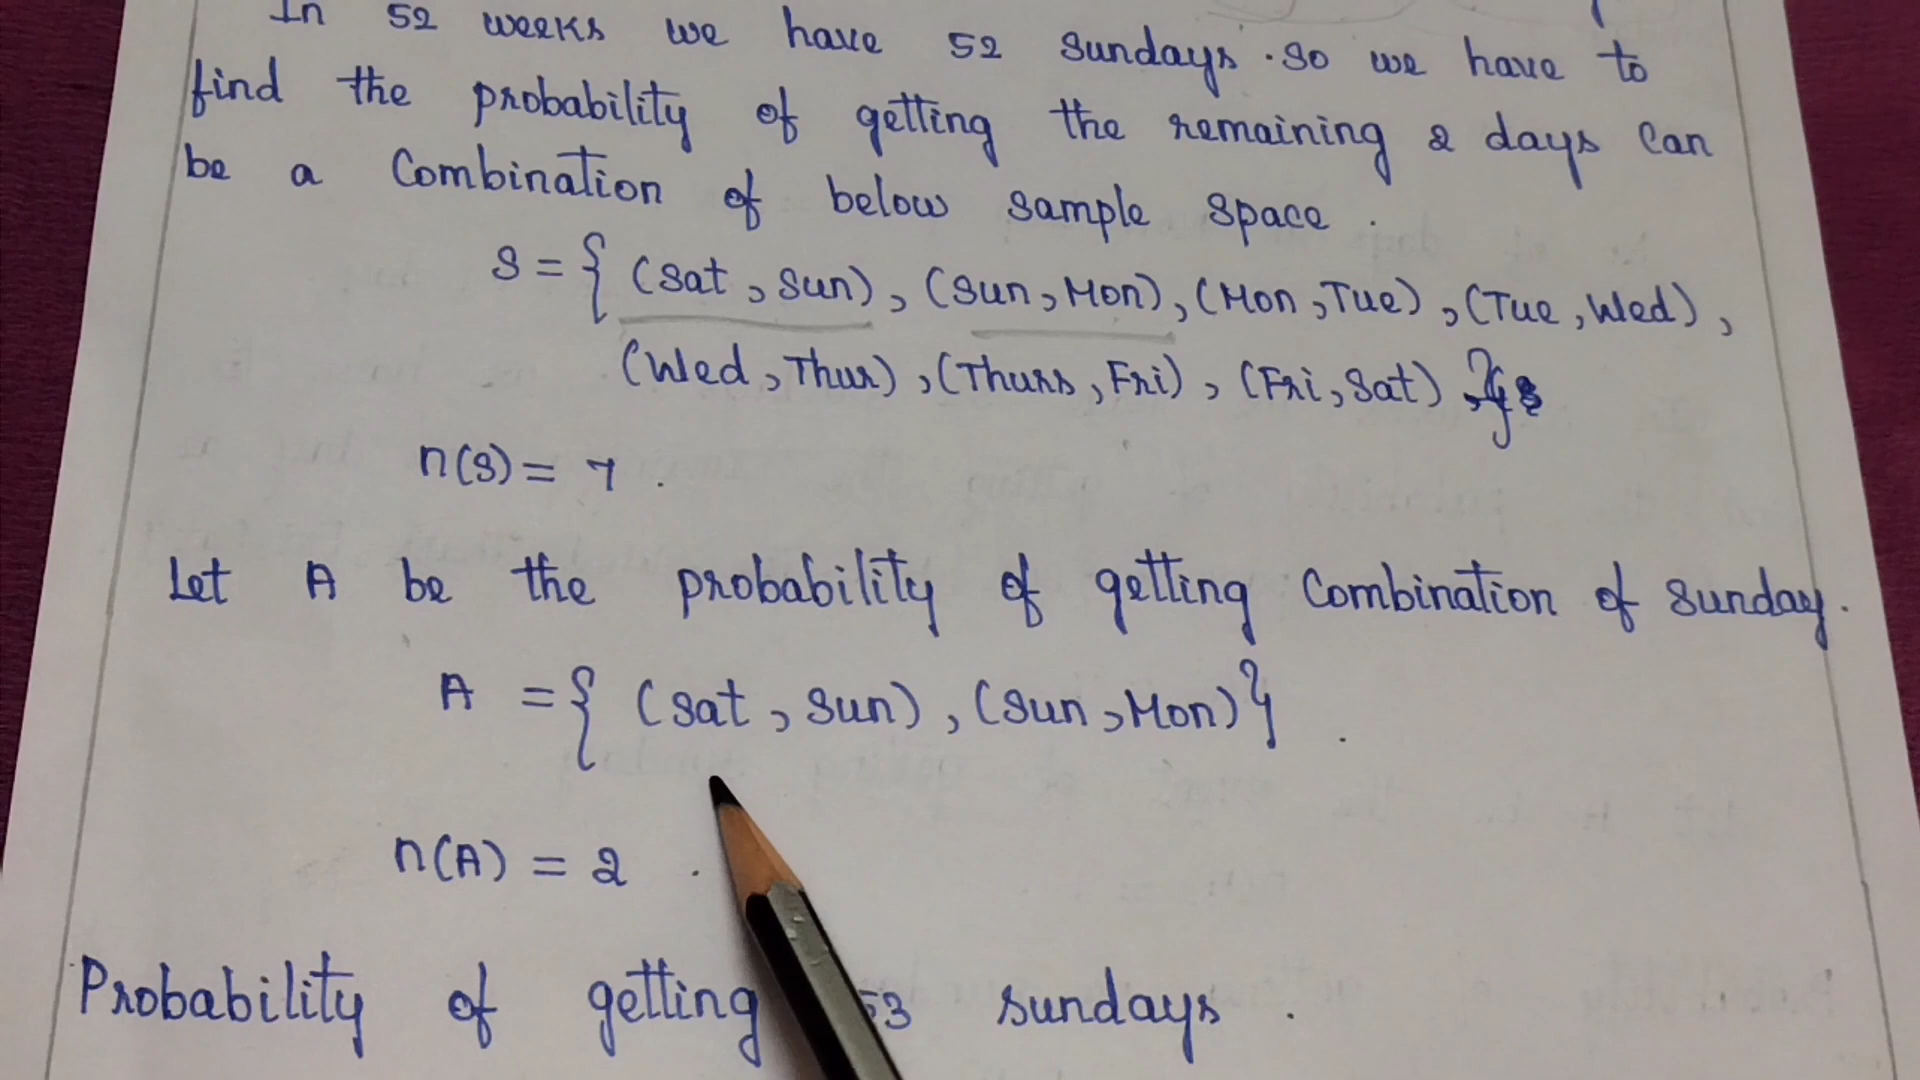 In 52 weeks we have 52 sundays. So we have to
find the probability of getting the remaining 2 days can
be a Combination of below sample space.
S = { (Sat, Sun), (Sun, Mon), (Mon, Tue), (Tue, Wed),
(Wed, Thur), (Thurs, Fri), (Fri, Sat) }
n(S) = 7.
Let A be the probability of getting Combination of Sunday.
A = { (Sat, Sun), (Sun, Mon) }.
n(A) = 2.
Probability of getting 53 sundays.